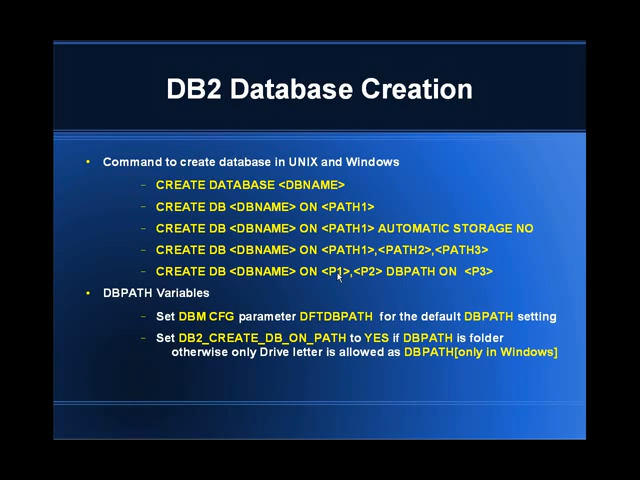 DB2 Database Creation
• Command to create database in UNIX and Windows
– CREATE DATABASE <DBNAME>
– CREATE DB <DBNAME> ON <PATH1>
– CREATE DB <DBNAME> ON <PATH1> AUTOMATIC STORAGE NO
– CREATE DB <DBNAME> ON <PATH1>,<PATH2>,<PATH3>
– CREATE DB <DBNAME> ON <P1>,<P2> DBPATH ON <P3>
• DBPATH Variables
– Set DBM CFG parameter DFTDBPATH for the default DBPATH setting
– Set DB2_CREATE_DB_ON_PATH to YES if DBPATH is folder
otherwise only Drive letter is allowed as DBPATH[only in Windows]